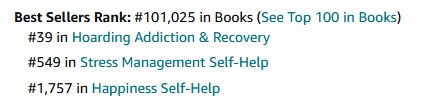 Best Sellers Rank: #101,025 in Books (See Top 100 in Books)
#39 in Hoarding Addiction & Recovery
#549 in Stress Management Self-Help
#1,757 in Happiness Self-Help